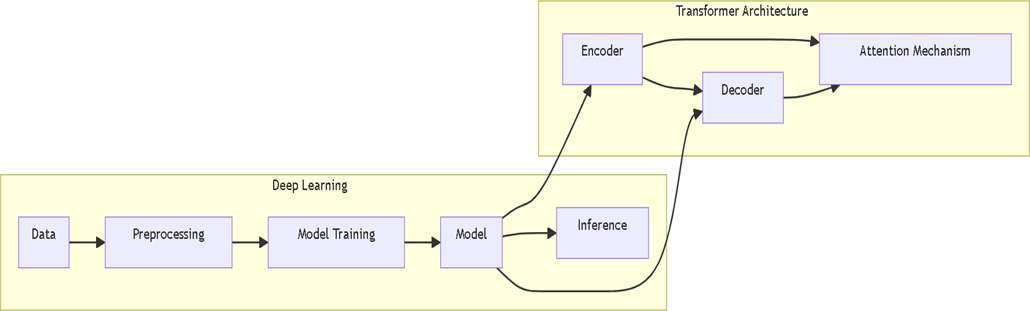 Transformer Architecture
Encoder
Attention Mechanism
Decoder
Deep Learning
Data
Preprocessing
Model Training
Model
Inference